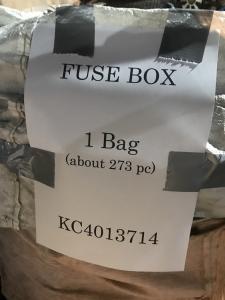 FUSE BOX
1 Bag
(about 273 pc)
KC4013714